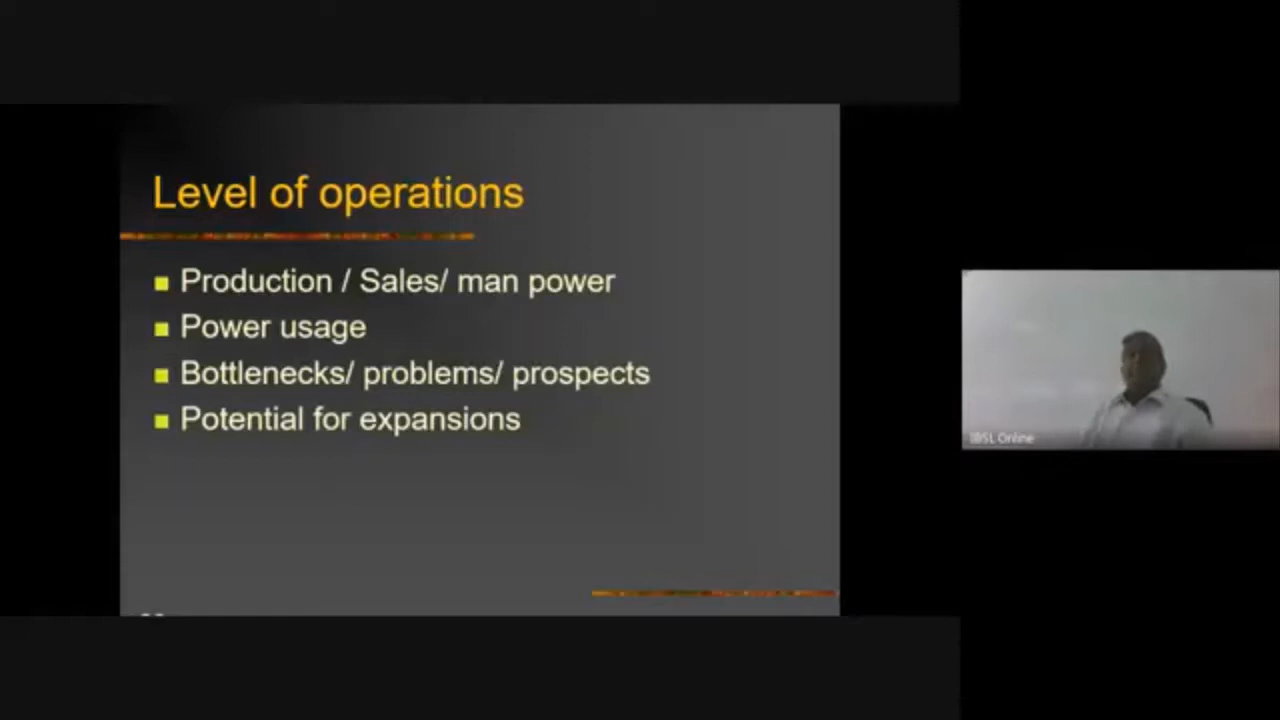 Level of operations
Production / Sales/ man power
Power usage
Bottlenecks/ problems/ prospects
Potential for expansions
IBSL Online